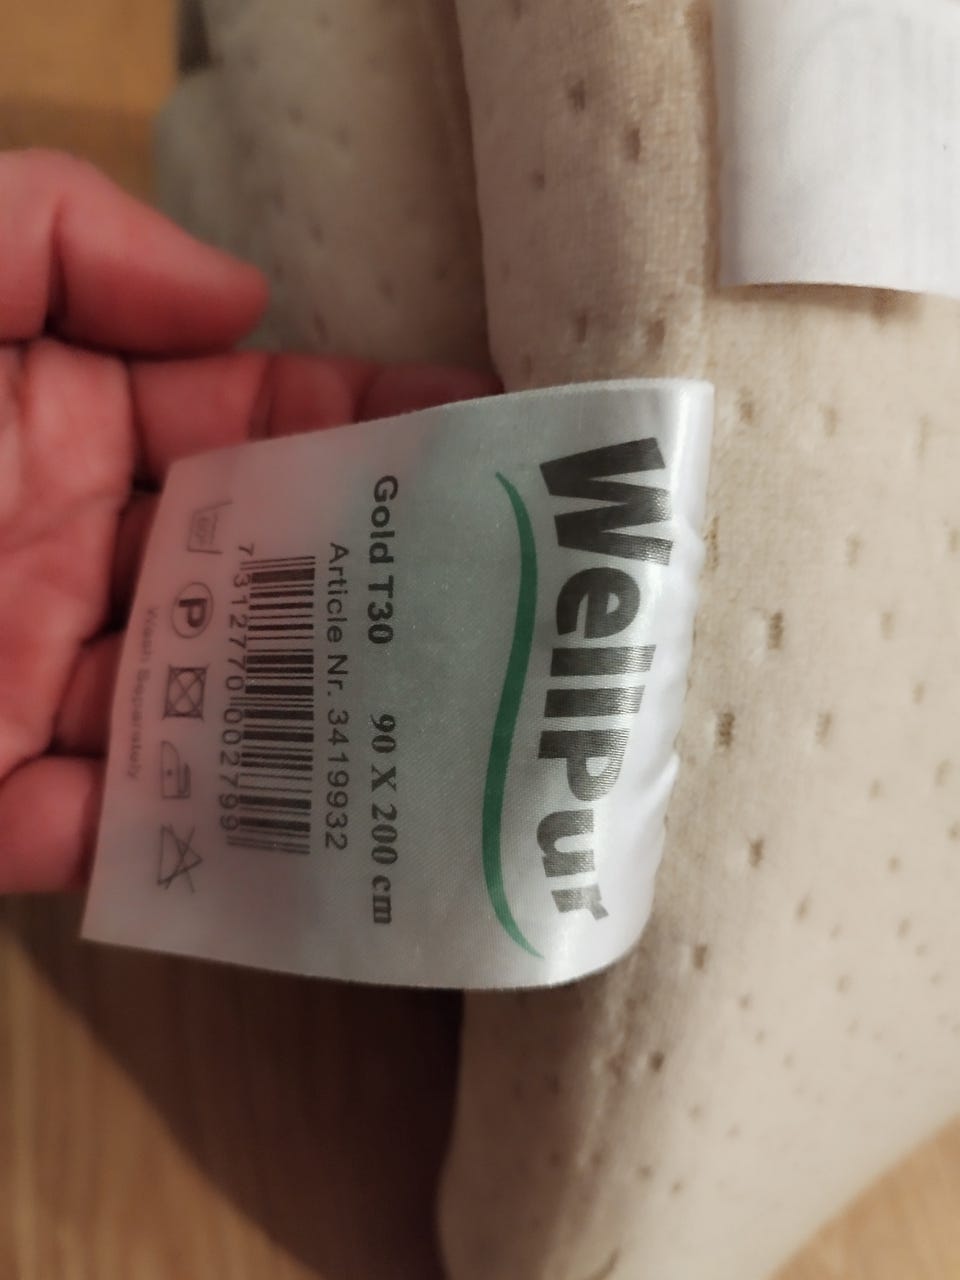 WellPur
Gold T30 90 X 200 cm
Article Nr. 3419932
7 312770 002799
P
Wash Separately